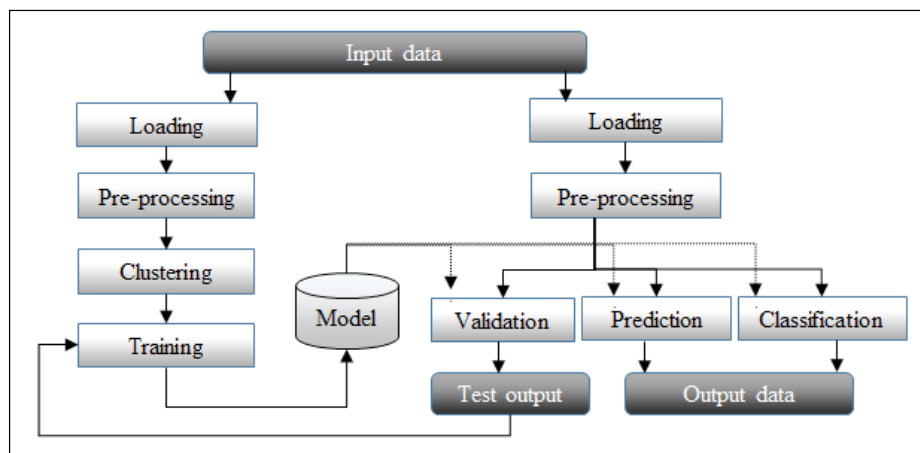 Input data
Loading
Loading
Pre-processing
Pre-processing
Clustering
Model
Validation
Prediction
Classification
Training
Test output
Output data